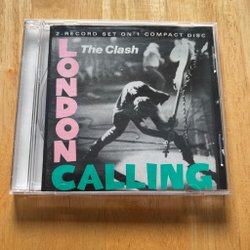 2-RECORD SET ON 1 COMPACT DISC
The Clash
LONDON
CALLING